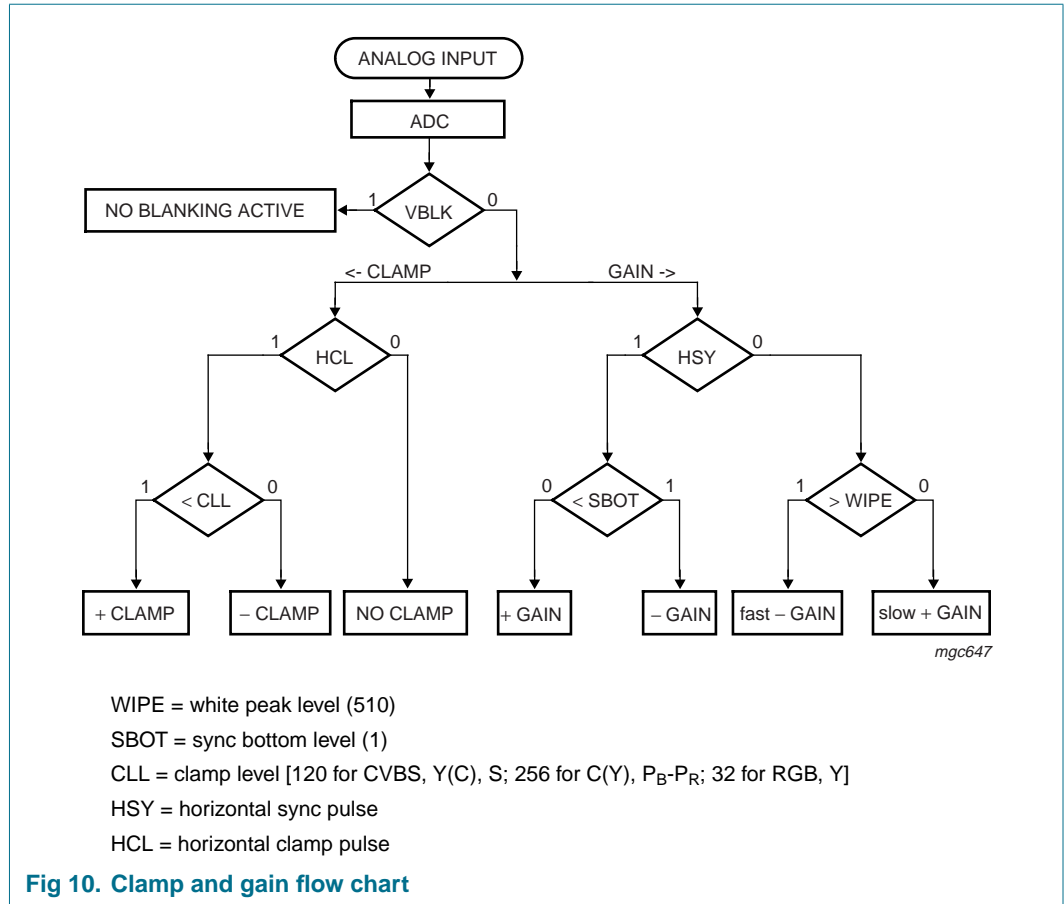 ANALOG INPUT
ADC
NO BLANKING ACTIVE
1 VBLK 0
<- CLAMP GAIN ->
1 HCL 0
1 HSY 0
1 < CLL 0
0 < SBOT 1
1 > WIPE 0
+ CLAMP
− CLAMP
NO CLAMP
+ GAIN
− GAIN
fast − GAIN
slow + GAIN
mgc647
WIPE = white peak level (510)
SBOT = sync bottom level (1)
CLL = clamp level [120 for CVBS, Y(C), S; 256 for C(Y), PB-PR; 32 for RGB, Y]
HSY = horizontal sync pulse
HCL = horizontal clamp pulse
Fig 10. Clamp and gain flow chart